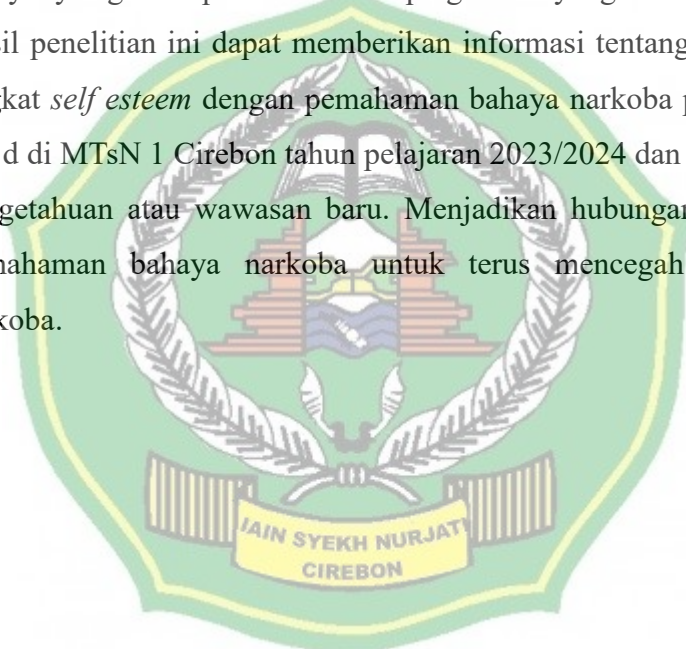 sil penelitian ini dapat memberikan informasi tentang
gkat self esteem dengan pemahaman bahaya narkoba p
d di MTsN 1 Cirebon tahun pelajaran 2023/2024 dan
getahuan atau wawasan baru. Menjadikan hubungan
nahaman bahaya narkoba untuk terus mencegah
koba.
IAIN SYEKH NURJATI
CIREBON